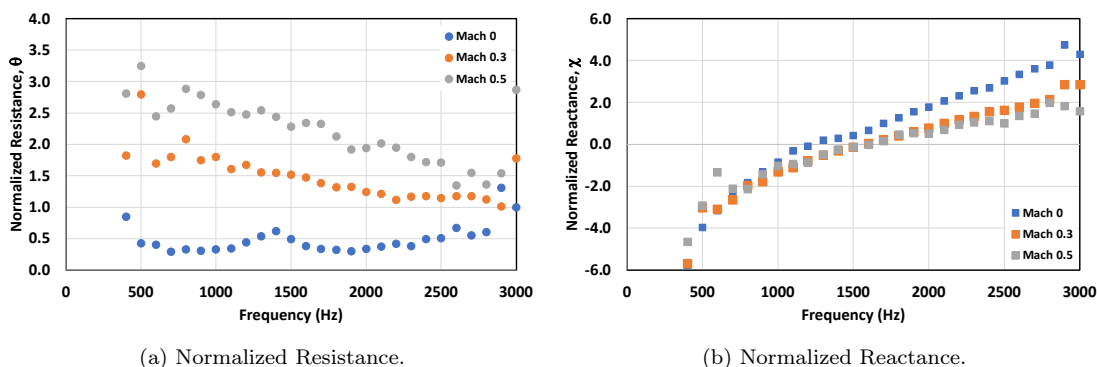 4.0
3.5
3.0
2.5
2.0
1.5
1.0
0.5
0.0
Normalized Resistance, θ
Mach 0
Mach 0.3
Mach 0.5
0 500 1000 1500 2000 2500 3000
Frequency (Hz)
(a) Normalized Resistance.
6.0
4.0
2.0
0.0
-2.0
-4.0
-6.0
Normalized Reactance, χ
Mach 0
Mach 0.3
Mach 0.5
0 500 1000 1500 2000 2500 3000
Frequency (Hz)
(b) Normalized Reactance.